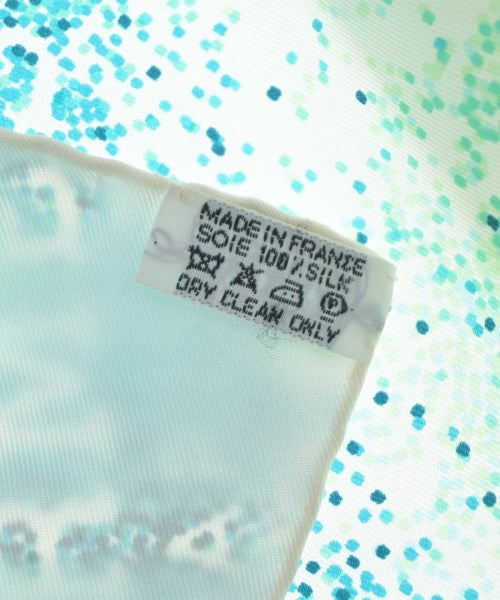 MADE IN FRANCE
SOIE 100% SILK
P
DRY CLEAN ONLY